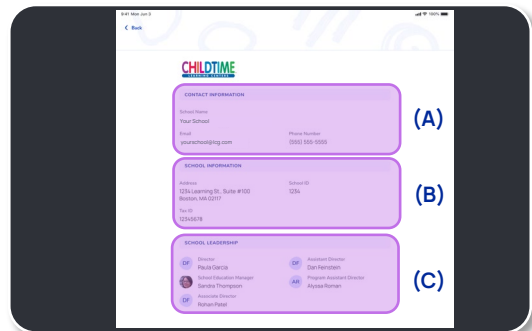 9:41 Mon Jun 3
100%
Back
CHILDTIME
LEARNING CENTERS
CONTACT INFORMATION
School Name
Your School
Email
Phone Number
yourschool@lcg.com
(555) 555-5555
(A)
SCHOOL INFORMATION
Address
School ID
1234 Learning St., Suite #100
1234
Boston, MA 02117
Tax ID
12345678
(B)
SCHOOL LEADERSHIP
DF
Director
Paula Garcia
DF
Assistant Director
Dan Feinstein
School Education Manager
Sandra Thompson
AR
Program Assistant Director
Alyssa Roman
DF
Associate Director
Rohan Patel
(C)